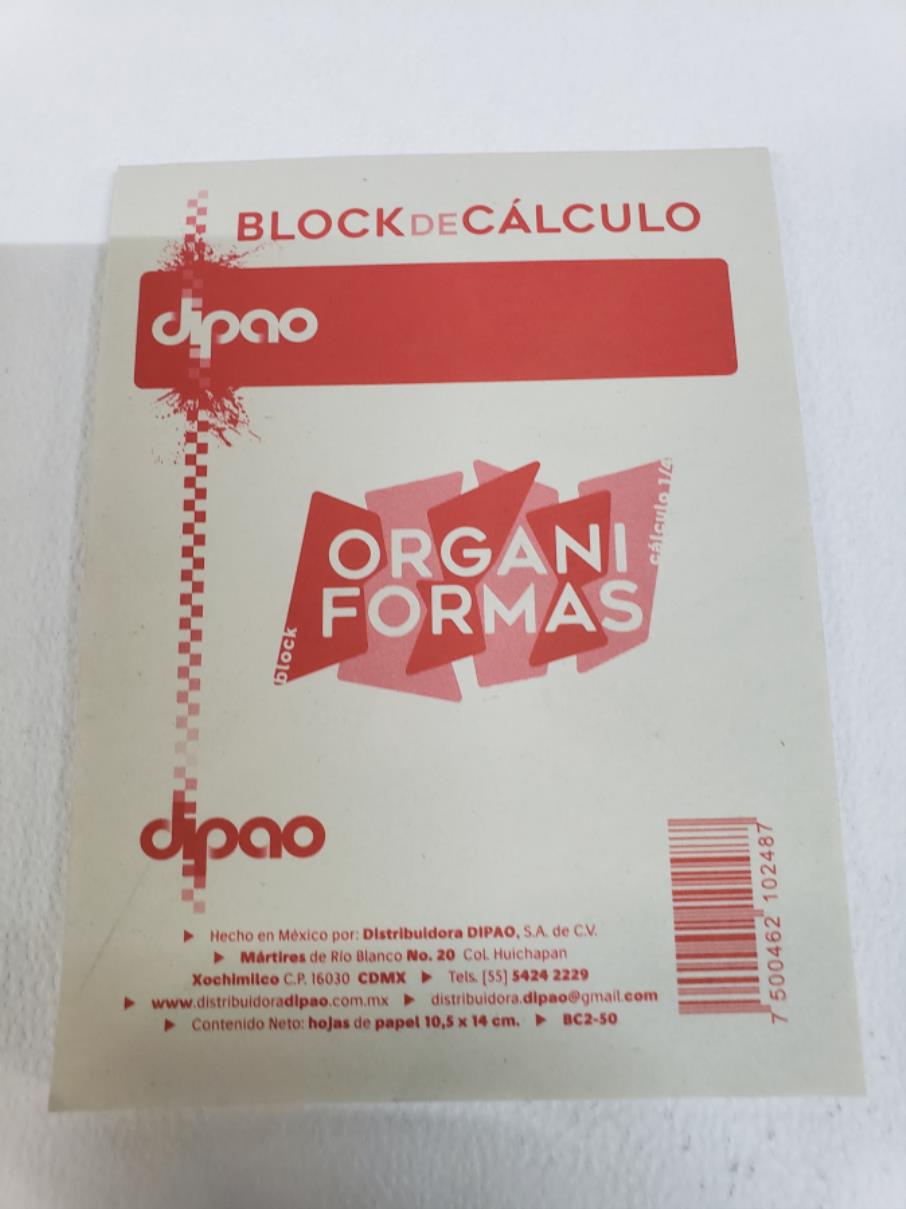 BLOCK DE CÁLCULO
dipao
ORGANI
FORMAS
block
cálculo 1/4
dipao
▶ Hecho en México por: Distribuidora DIPAO, S.A. de C.V.
▶ Mártires de Río Blanco No. 20 Col. Huichapan
Xochimilco C.P. 16030 CDMX ▶ Tels. [55] 5424 2229
▶ www.distribuidoradipao.com.mx ▶ distribuidora.dipao@gmail.com
▶ Contenido Neto: hojas de papel 10,5 x 14 cm. ▶ BC2-50
7 500462 102487